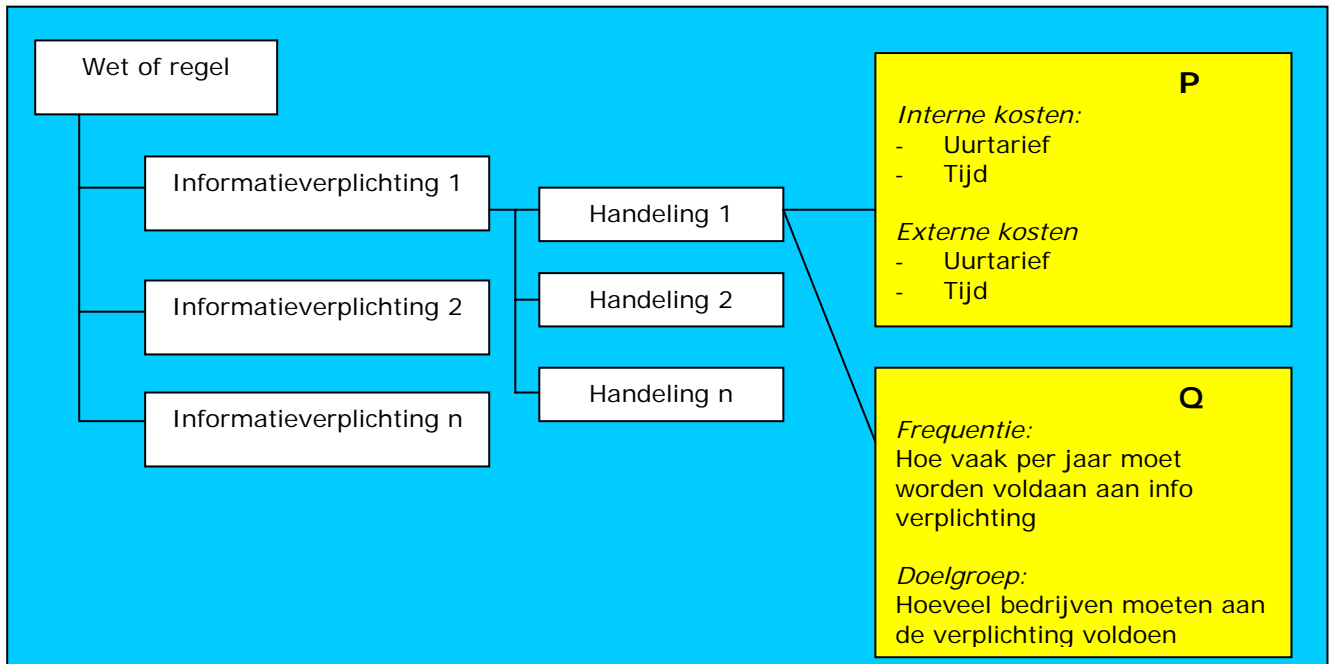 Wet of regel
Informatieverplichting 1
Informatieverplichting 2
Informatieverplichting n
Handeling 1
Handeling 2
Handeling n
P
Interne kosten:
- Uurtarief
- Tijd
Externe kosten
- Uurtarief
- Tijd
Q
Frequentie:
Hoe vaak per jaar moet
worden voldaan aan info
verplichting
Doelgroep:
Hoeveel bedrijven moeten aan
de verplichting voldoen